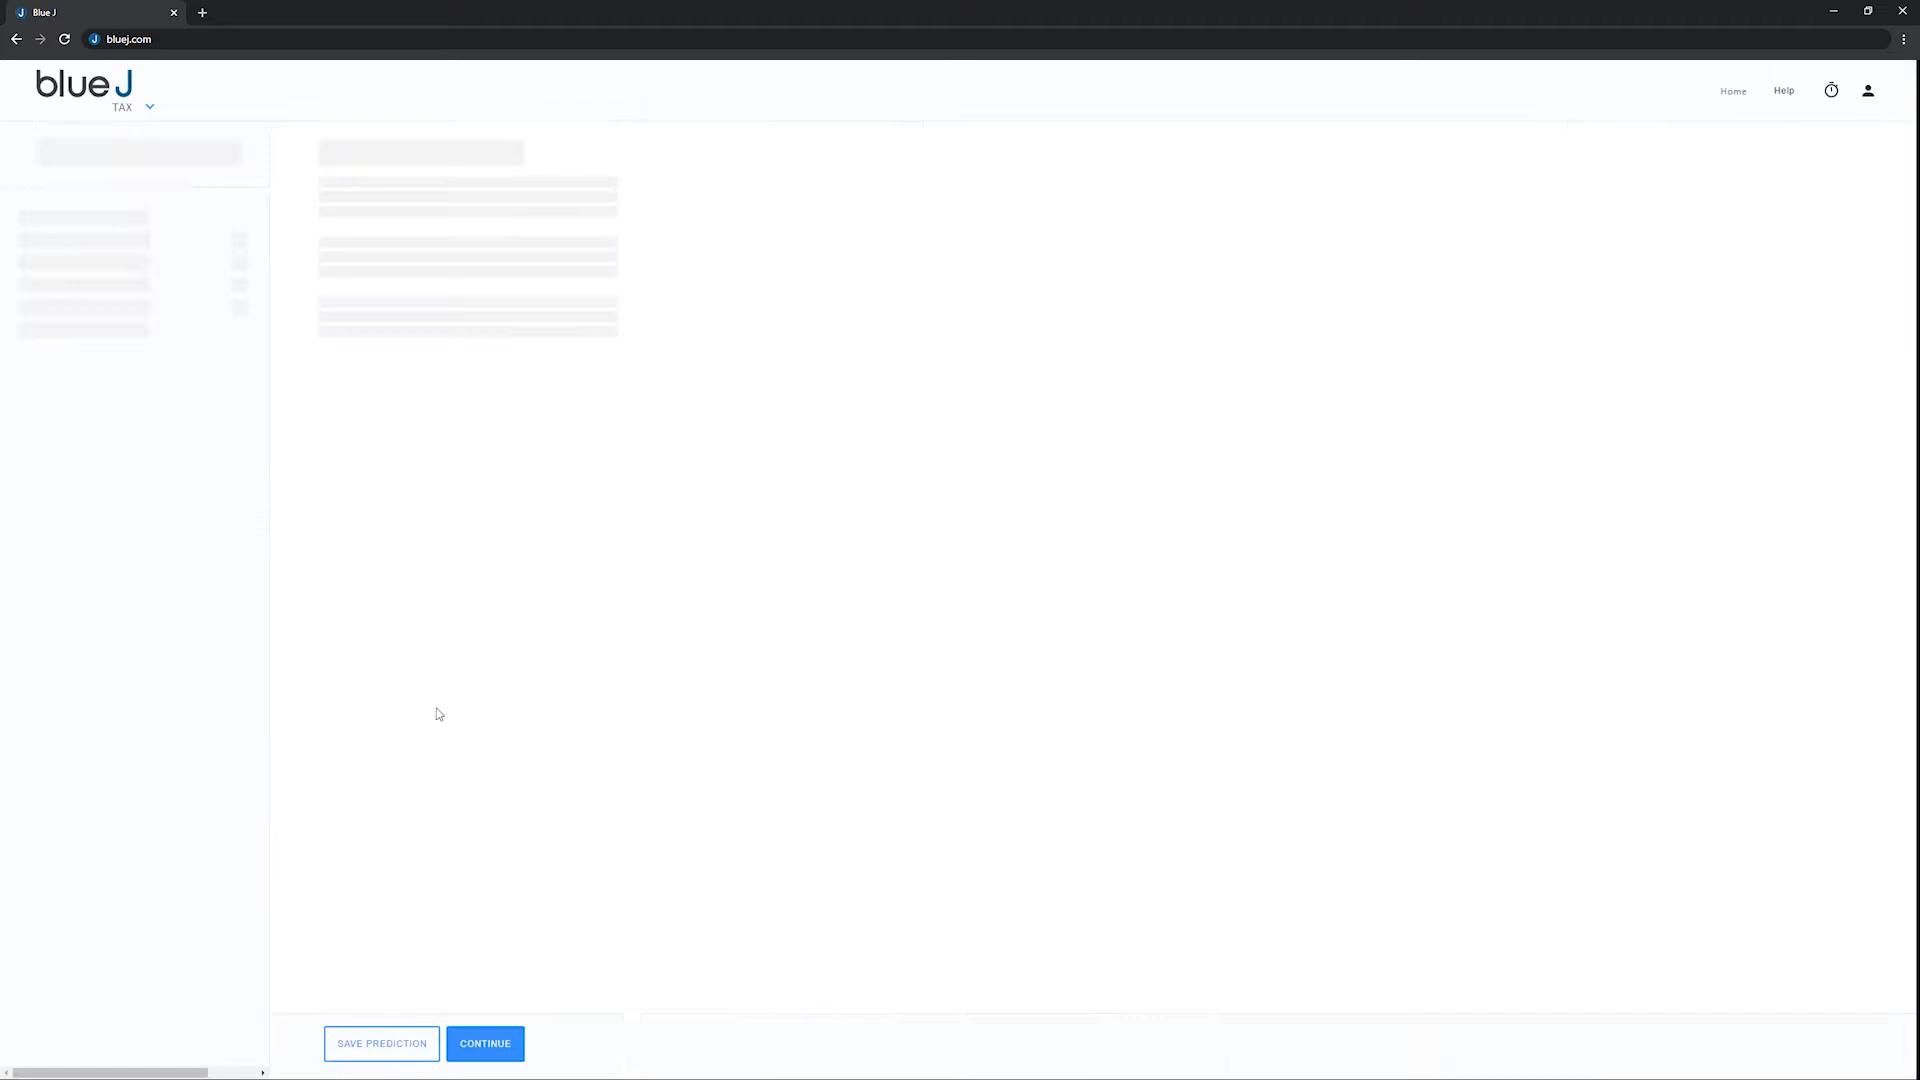 Blue J
bluej.com
blue J
TAX
Home
Help
SAVE PREDICTION
CONTINUE